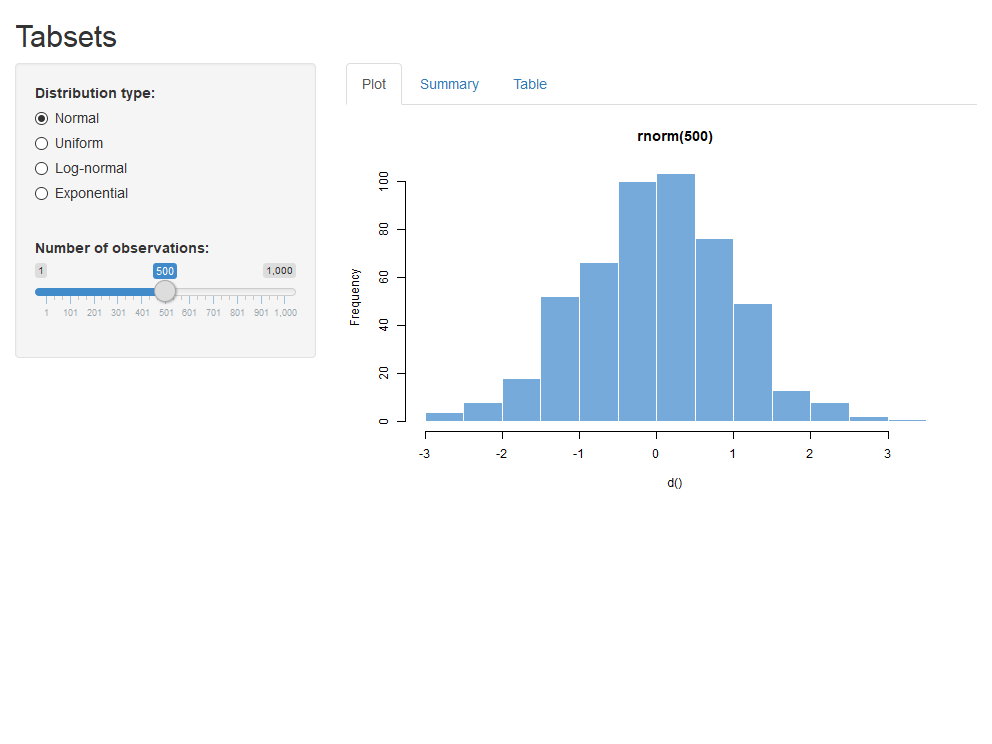 Tabsets
Distribution type:
Normal
Uniform
Log-normal
Exponential
Number of observations:
1 500 1,000
1 101 201 301 401 501 601 701 801 901 1,000
Plot Summary Table
rnorm(500)
Frequency
100
80
60
40
20
0
-3 -2 -1 0 1 2 3
d()